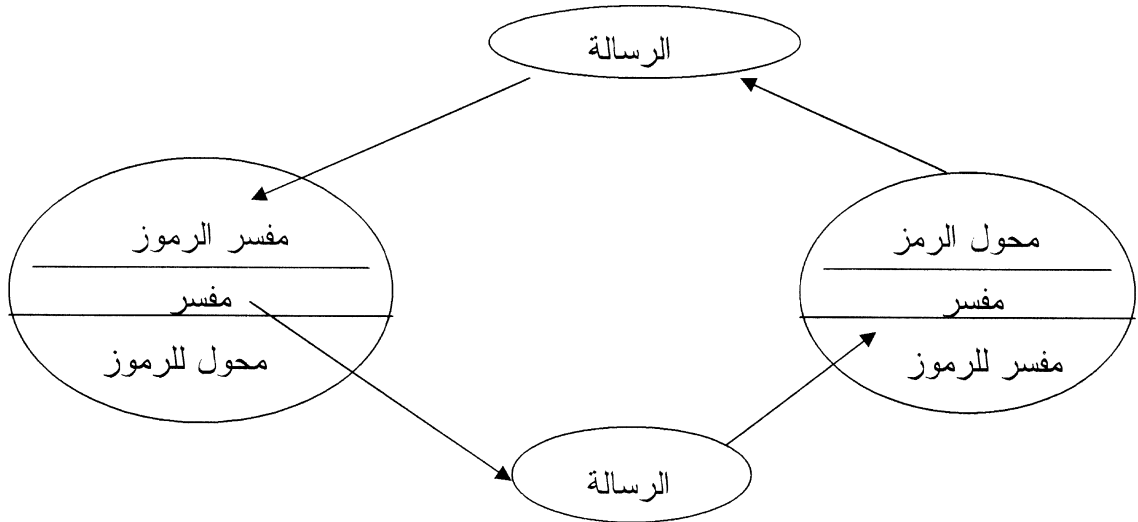 الرسالة
محول الرمز
مفسر
مفسر للرموز
مفسر الرموز
مفسر
محول للرموز
الرسالة